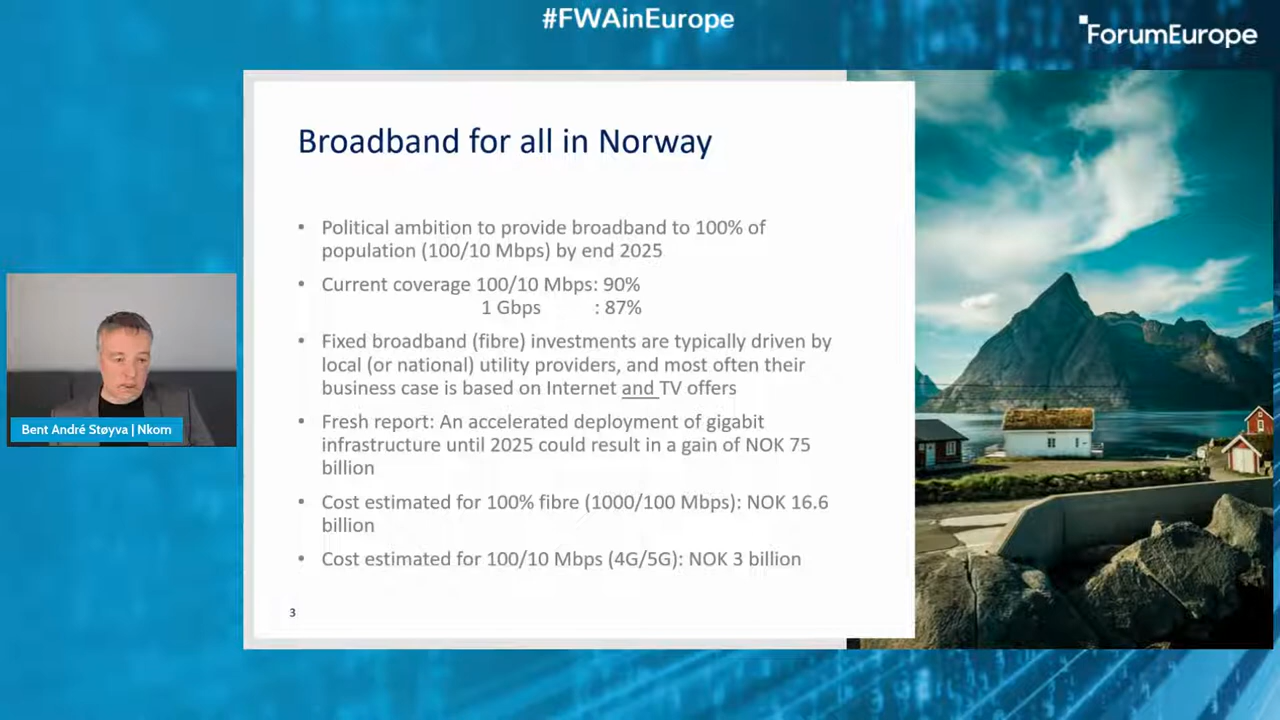 #FWAinEurope
ForumEurope
Broadband for all in Norway
• Political ambition to provide broadband to 100% of
population (100/10 Mbps) by end 2025
• Current coverage 100/10 Mbps: 90%
1 Gbps : 87%
• Fixed broadband (fibre) investments are typically driven by
local (or national) utility providers, and most often their
business case is based on Internet and TV offers
• Fresh report: An accelerated deployment of gigabit
infrastructure until 2025 could result in a gain of NOK 75
billion
• Cost estimated for 100% fibre (1000/100 Mbps): NOK 16.6
billion
• Cost estimated for 100/10 Mbps (4G/5G): NOK 3 billion
3
Bent André Støyva | Nkom